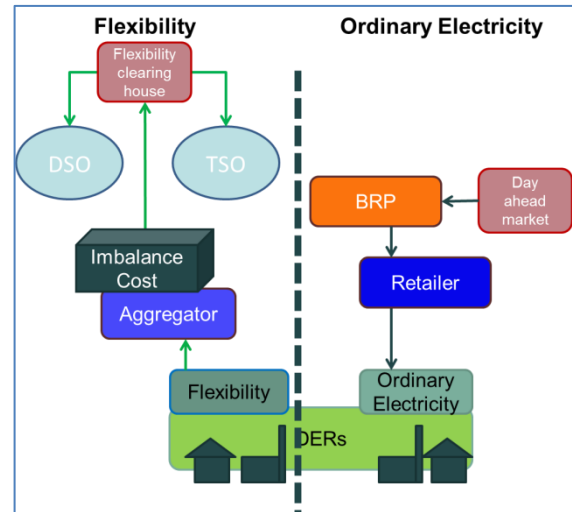 Flexibility
Ordinary Electricity
Flexibility
clearing
house
DSO
TSO
BRP
Day
ahead
market
Imbalance
Cost
Retailer
Aggregator
Flexibility
Ordinary
Electricity
DERs